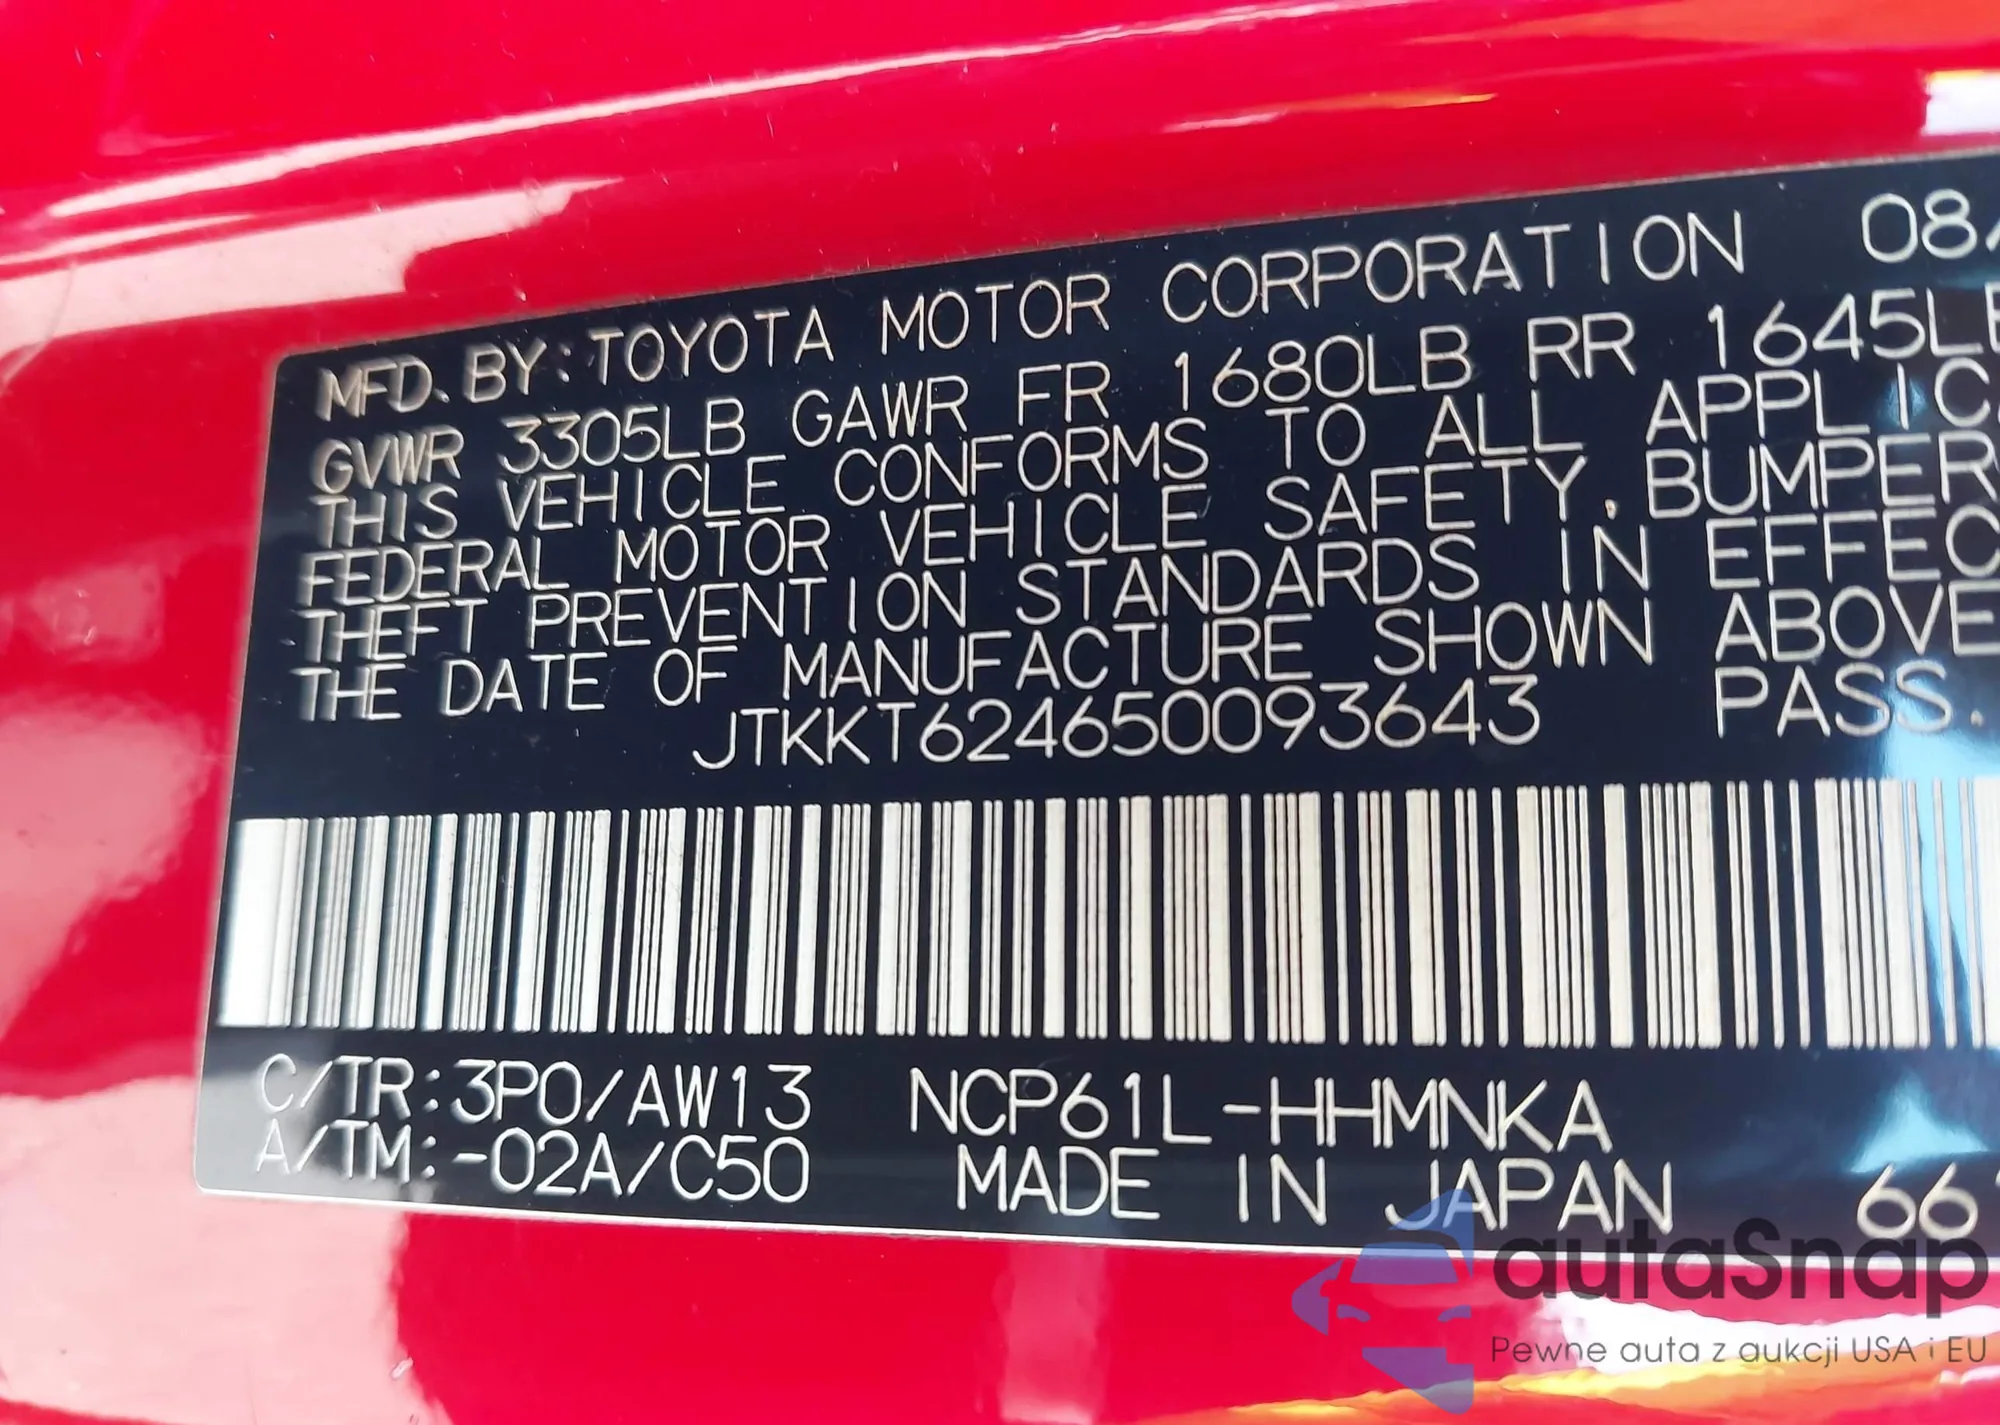 MFD. BY: TOYOTA MOTOR CORPORATION 08/
GVWR 3305LB GAWR FR 1680LB RR 1645LB
THIS VEHICLE CONFORMS TO ALL APPLICA
FEDERAL MOTOR VEHICLE SAFETY, BUMPER
THEFT PREVENTION STANDARDS IN EFFEC
THE DATE OF MANUFACTURE SHOWN ABOVE
JTKKT624650093643 PASS.
C/TR:3P0/AW13 NCP61L-HHMNKA
A/TM:-02A/C50 MADE IN JAPAN 66
autaSnap
Pewne auta z aukcji USA i EU